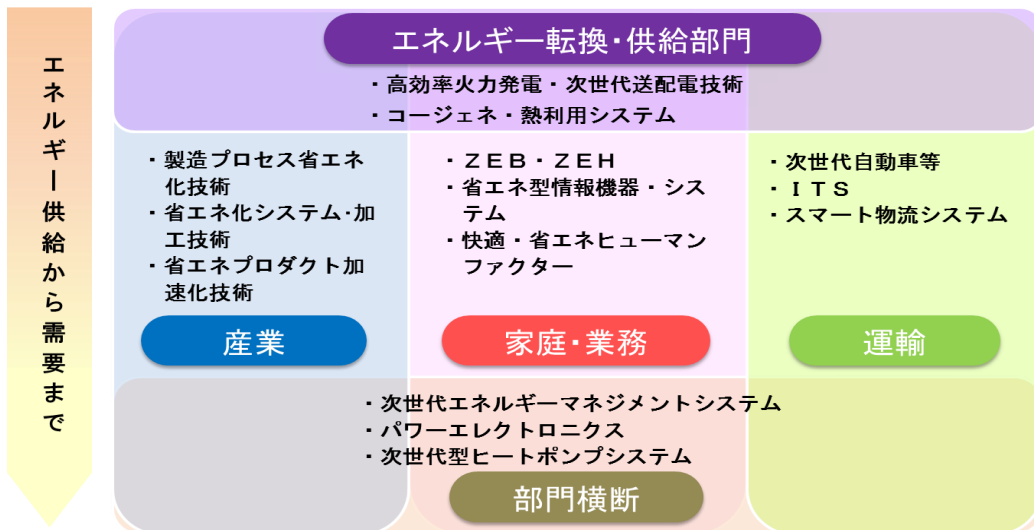 エネルギー供給から需要まで
エネルギー転換・供給部門
・高効率火力発電・次世代送配電技術
・コージェネ・熱利用システム
・製造プロセス省エネ
化技術
・省エネ化システム・加
工技術
・省エネプロダクト加
速化技術
産業
・ＺＥＢ・ＺＥＨ
・省エネ型情報機器・シス
テム
・快適・省エネヒューマン
ファクター
家庭・業務
・次世代自動車等
・ＩＴＳ
・スマート物流システム
運輸
・次世代エネルギーマネジメントシステム
・パワーエレクトロニクス
・次世代型ヒートポンプシステム
部門横断